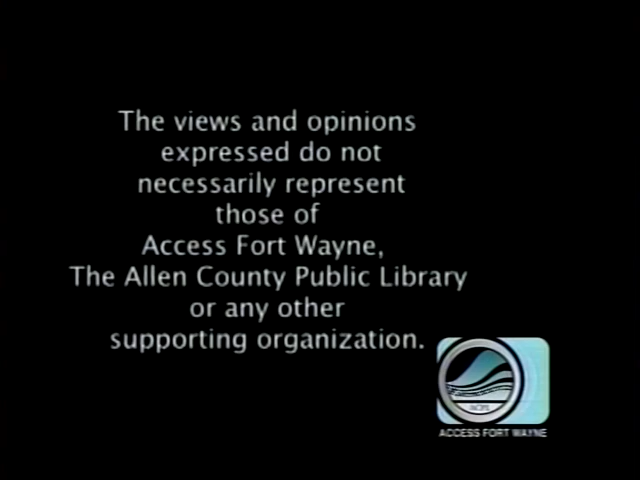 The views and opinions
expressed do not
necessarily represent
those of
Access Fort Wayne,
The Allen County Public Library
or any other
supporting organization.
ACPL
ACCESS FORT WAYNE